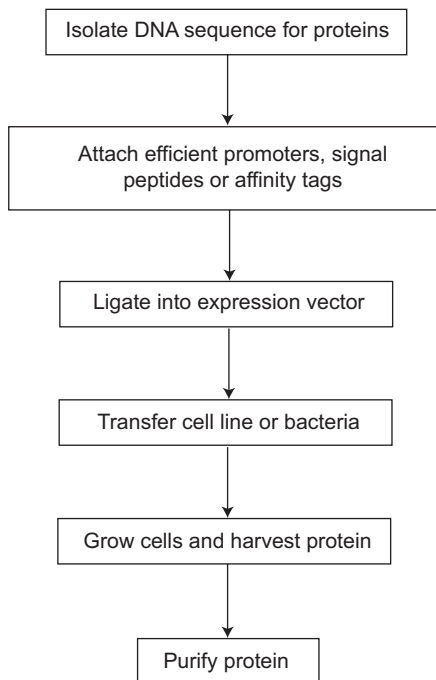 Isolate DNA sequence for proteins
Attach efficient promoters, signal
peptides or affinity tags
Ligate into expression vector
Transfer cell line or bacteria
Grow cells and harvest protein
Purify protein